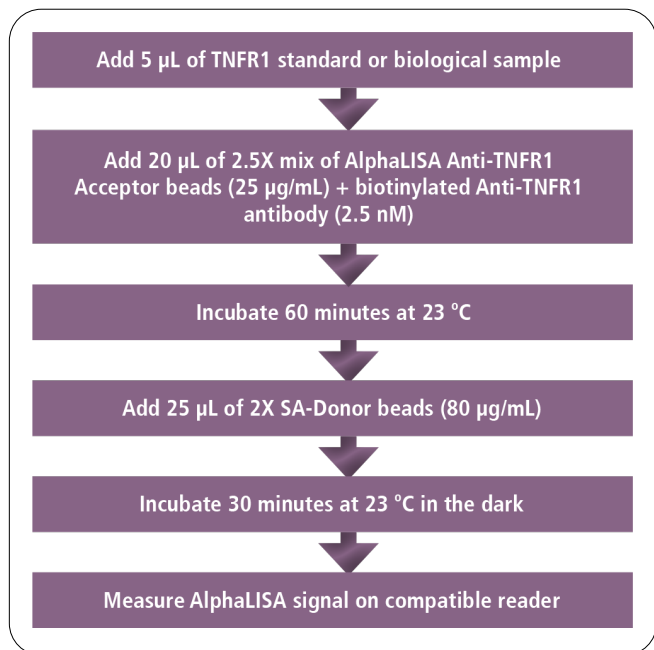 Add 5 µL of TNFR1 standard or biological sample
Add 20 µL of 2.5X mix of AlphaLISA Anti-TNFR1
Acceptor beads (25 µg/mL) + biotinylated Anti-TNFR1
antibody (2.5 nM)
Incubate 60 minutes at 23 °C
Add 25 µL of 2X SA-Donor beads (80 µg/mL)
Incubate 30 minutes at 23 °C in the dark
Measure AlphaLISA signal on compatible reader